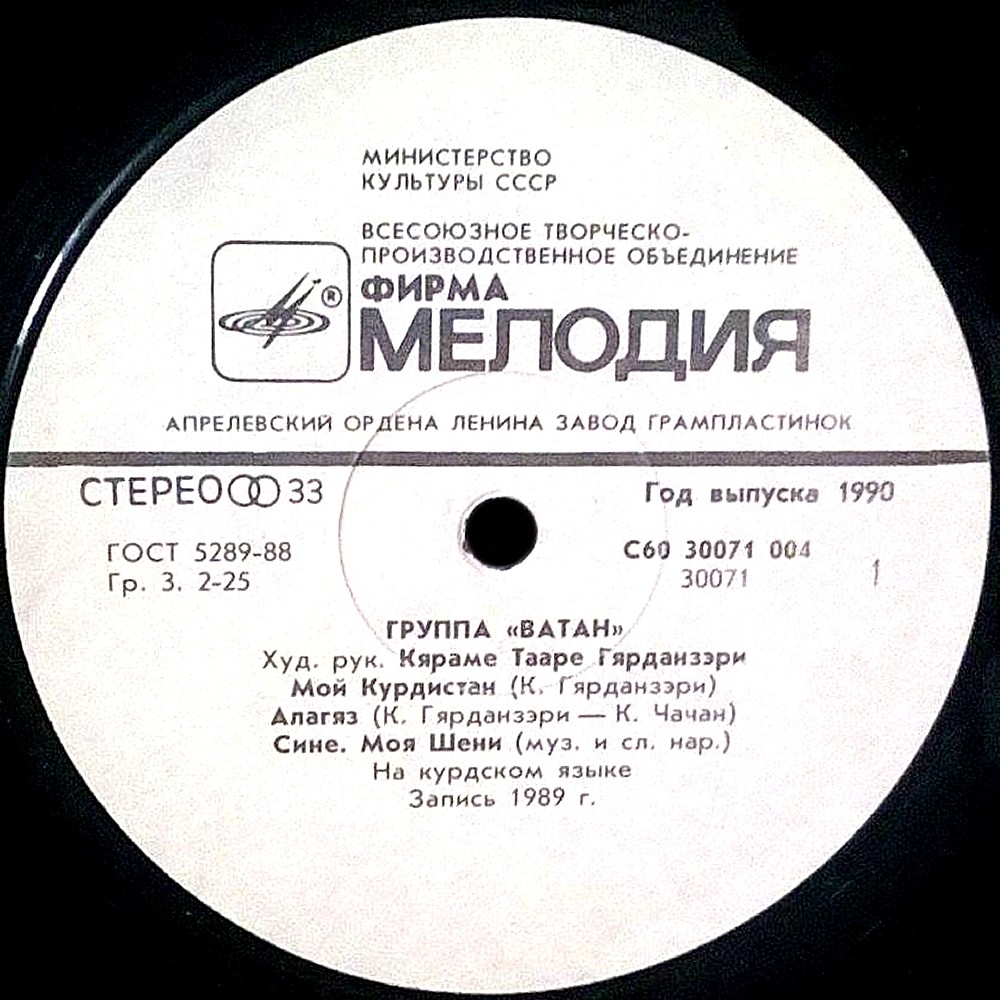 МИНИСТЕРСТВО
КУЛЬТУРЫ СССР
ВСЕСОЮЗНОЕ ТВОРЧЕСКО-
ПРОИЗВОДСТВЕННОЕ ОБЪЕДИНЕНИЕ
®
ФИРМА
МЕЛОДИЯ
АПРЕЛЕВСКИЙ ОРДЕНА ЛЕНИНА ЗАВОД ГРАМПЛАСТИНОК
СТЕРЕО 33
Год выпуска 1990
ГОСТ 5289-88
С60 30071 004
Гр. 3. 2-25
30071 1
ГРУППА «ВАТАН»
Худ. рук. Кяраме Тааре Гярданзэри
Мой Курдистан (К. Гярданзэри)
Алагяз (К. Гярданзэри — К. Чачан)
Сине. Моя Шени (муз. и сл. нар.)
На курдском языке
Запись 1989 г.